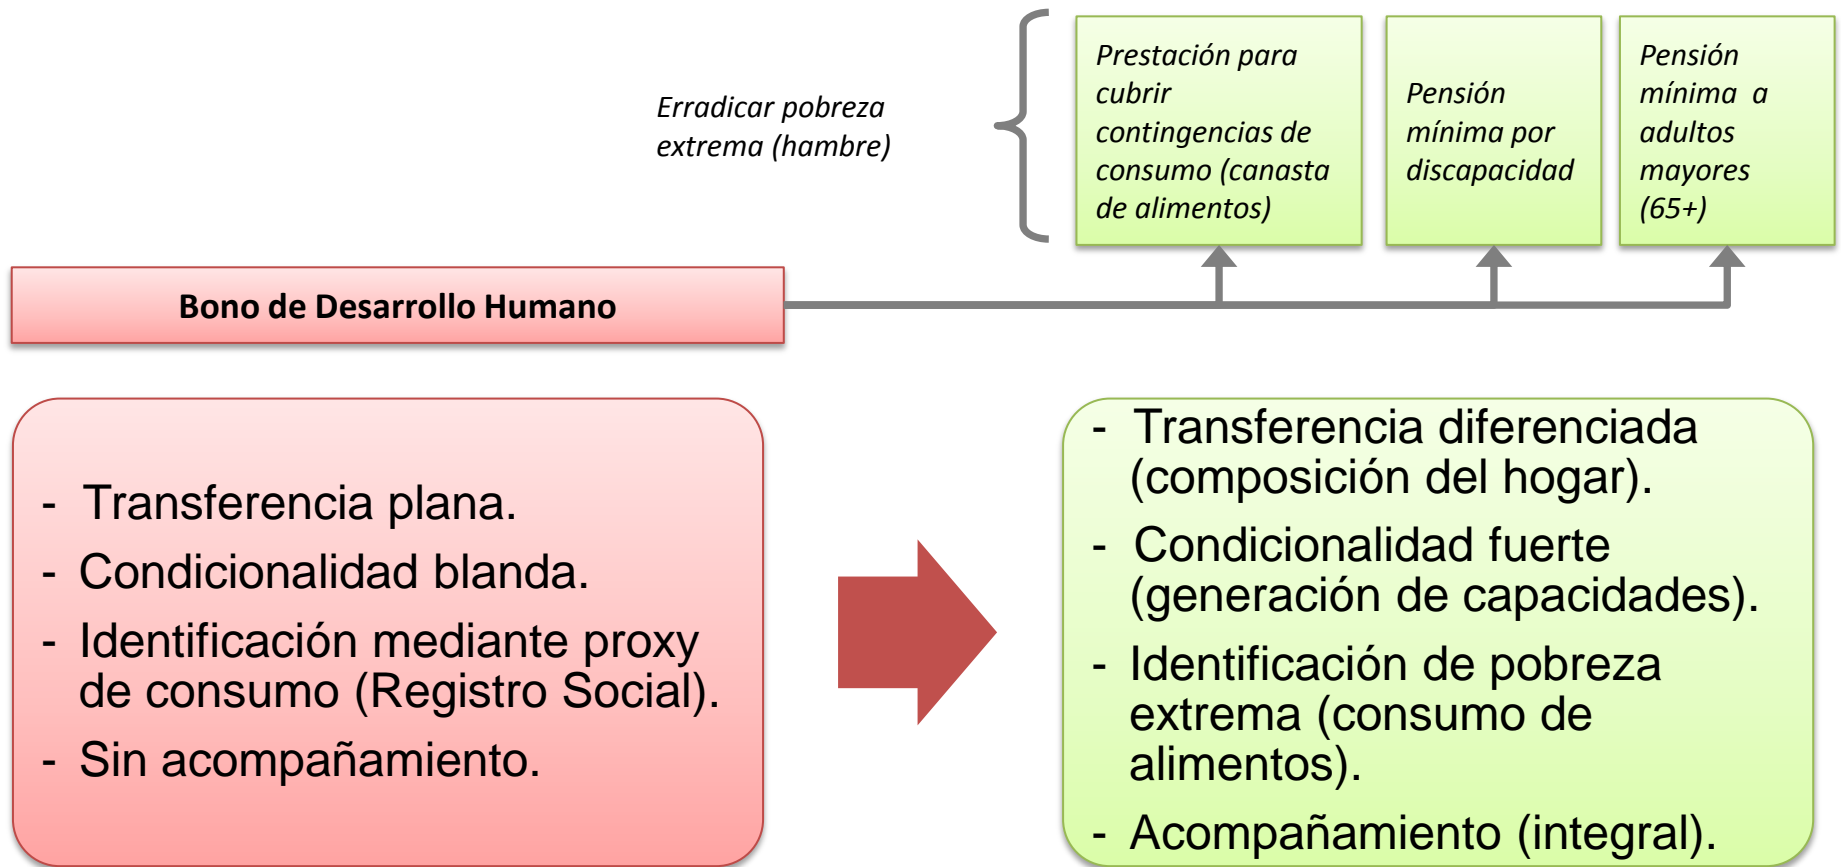 Erradicar pobreza
extrema (hambre)
Prestación para
cubrir
contingencias de
consumo (canasta
de alimentos)
Pensión
mínima por
discapacidad
Pensión
mínima a
adultos
mayores
(65+)
Bono de Desarrollo Humano
- Transferencia plana.
- Condicionalidad blanda.
- Identificación mediante proxy
de consumo (Registro Social).
- Sin acompañamiento.
- Transferencia diferenciada
(composición del hogar).
- Condicionalidad fuerte
(generación de capacidades).
- Identificación de pobreza
extrema (consumo de
alimentos).
- Acompañamiento (integral).